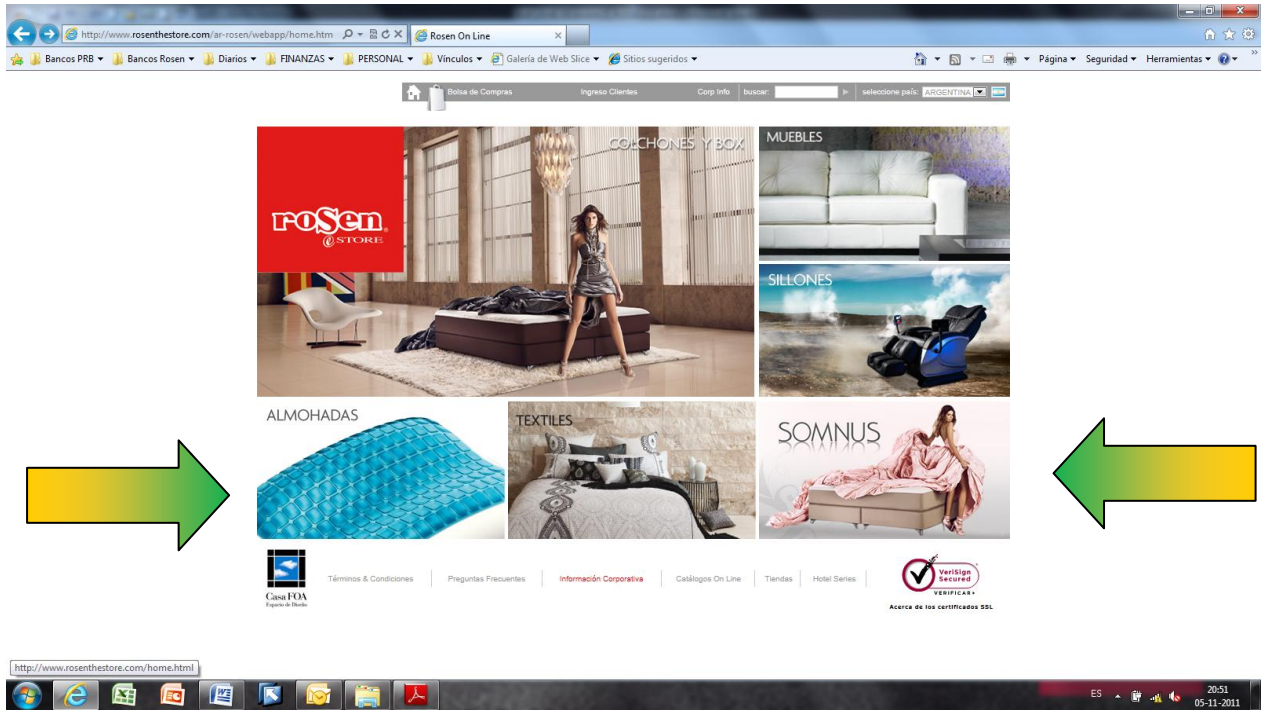 http://www.rosenthestore.com/ar-rosen/webapp/home.htm
Rosen On Line
Bancos PRB
Bancos Rosen
Diarios
FINANZAS
PERSONAL
Vínculos
Galería de Web Slice
Sitios sugeridos
Página
Seguridad
Herramientas
Bolsa de Compras
Ingreso Clientes
Corp Info
buscar:
seleccione país:
ARGENTINA
COLCHONES Y BOX
MUEBLES
roSen®
@STORE
SILLONES
ALMOHADAS
TEXTILES
SOMNUS
Casa FOA
Espacio de Diseño
Términos & Condiciones
Preguntas Frecuentes
Información Corporativa
Catálogos On Line
Tiendas
Hotel Series
VeriSign
Secured
VERIFICAR
Acerca de los certificados SSL
http://www.rosenthestore.com/home.html
ES
20:51
05-11-2011